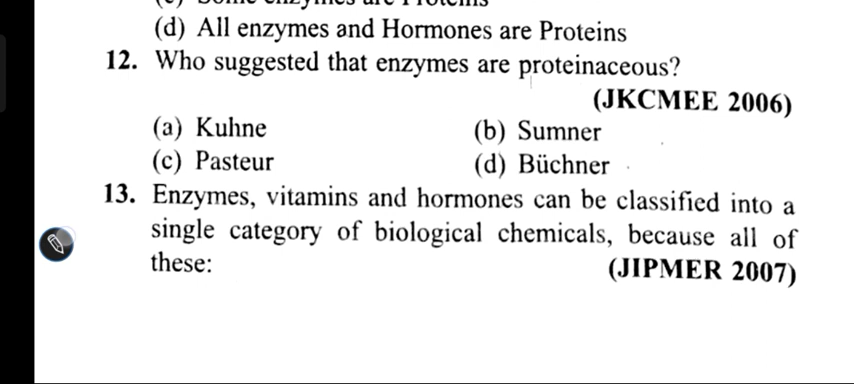 (d) All enzymes and Hormones are Proteins
12. Who suggested that enzymes are proteinaceous?
(JKCMEE 2006)
(a) Kuhne (b) Sumner
(c) Pasteur (d) Büchner
13. Enzymes, vitamins and hormones can be classified into a
single category of biological chemicals, because all of
these: (JIPMER 2007)